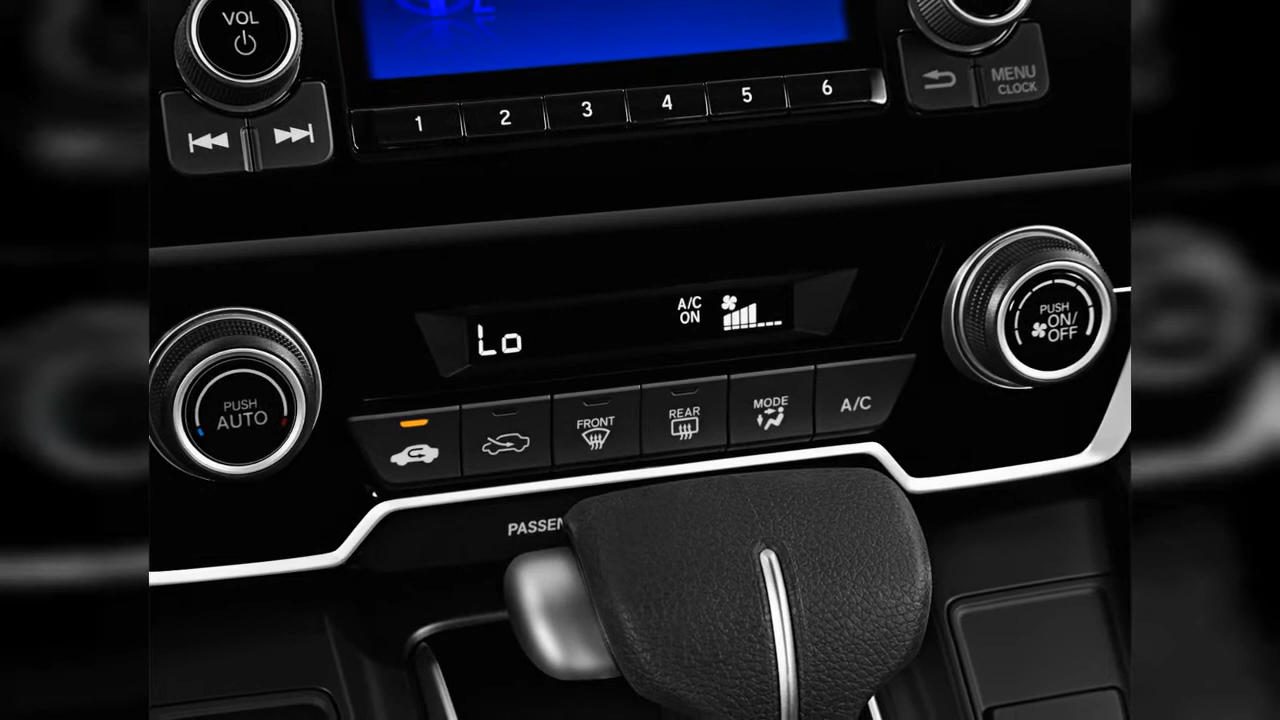 VOL
MENU
CLOCK
1 2 3 4 5 6
A/C
ON
Lo
PUSH
ON/
OFF
PUSH
AUTO
FRONT
REAR
MODE
A/C
PASSEN